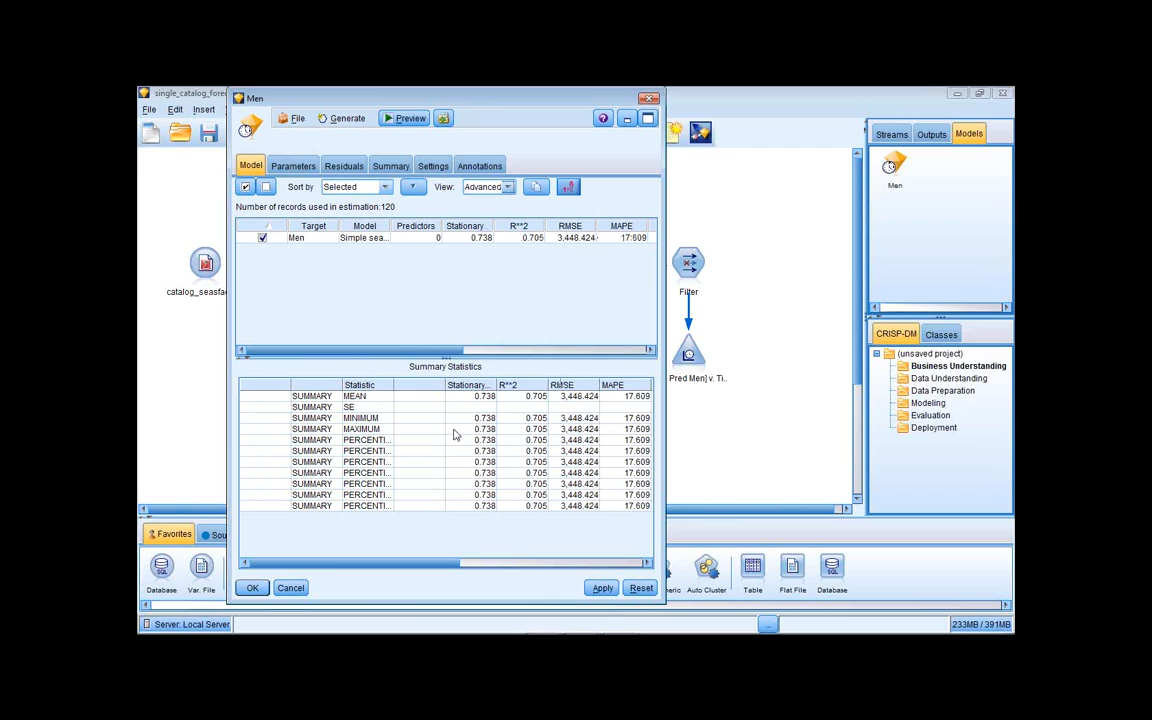 single_catalog_fore
Men
File Edit Insert
File Generate Preview
Streams Outputs Models
Men
Model Parameters Residuals Summary Settings Annotations
Sort by Selected View: Advanced
Number of records used in estimation:120
Target Model Predictors Stationary R**2 RMSE MAPE
Men Simple sea... 0 0.738 0.705 3,448.424 17.609
catalog_seasfa
Filter
Pred Men] v. Ti...
CRISP-DM Classes
(unsaved project)
Business Understanding
Data Understanding
Data Preparation
Modeling
Evaluation
Deployment
Summary Statistics
Statistic Stationary... R**2 RMSE MAPE
SUMMARY MEAN 0.738 0.705 3,448.424 17.609
SUMMARY SE
SUMMARY MINIMUM 0.738 0.705 3,448.424 17.609
SUMMARY MAXIMUM 0.738 0.705 3,448.424 17.609
SUMMARY PERCENTI... 0.738 0.705 3,448.424 17.609
SUMMARY PERCENTI... 0.738 0.705 3,448.424 17.609
SUMMARY PERCENTI... 0.738 0.705 3,448.424 17.609
SUMMARY PERCENTI... 0.738 0.705 3,448.424 17.609
SUMMARY PERCENTI... 0.738 0.705 3,448.424 17.609
SUMMARY PERCENTI... 0.738 0.705 3,448.424 17.609
SUMMARY PERCENTI... 0.738 0.705 3,448.424 17.609
Favorites Sou
SQL SQL
Database Var. File eric Auto Cluster Table Flat File Database
OK Cancel Apply Reset
Server: Local Server ... 233MB / 391MB